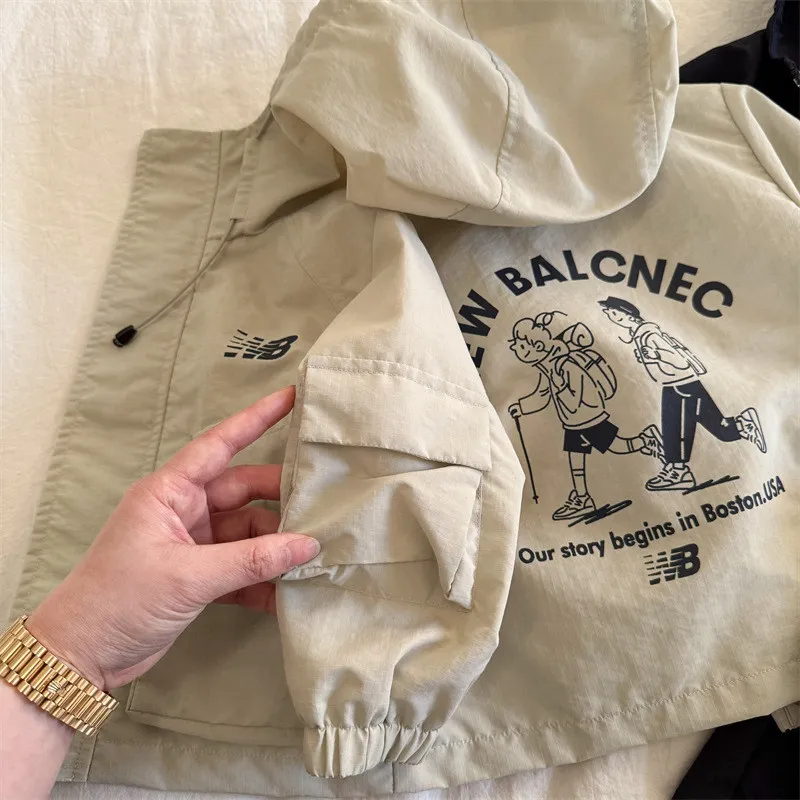 NB
EW BALCNEC
Our story begins in Boston.USA
NB